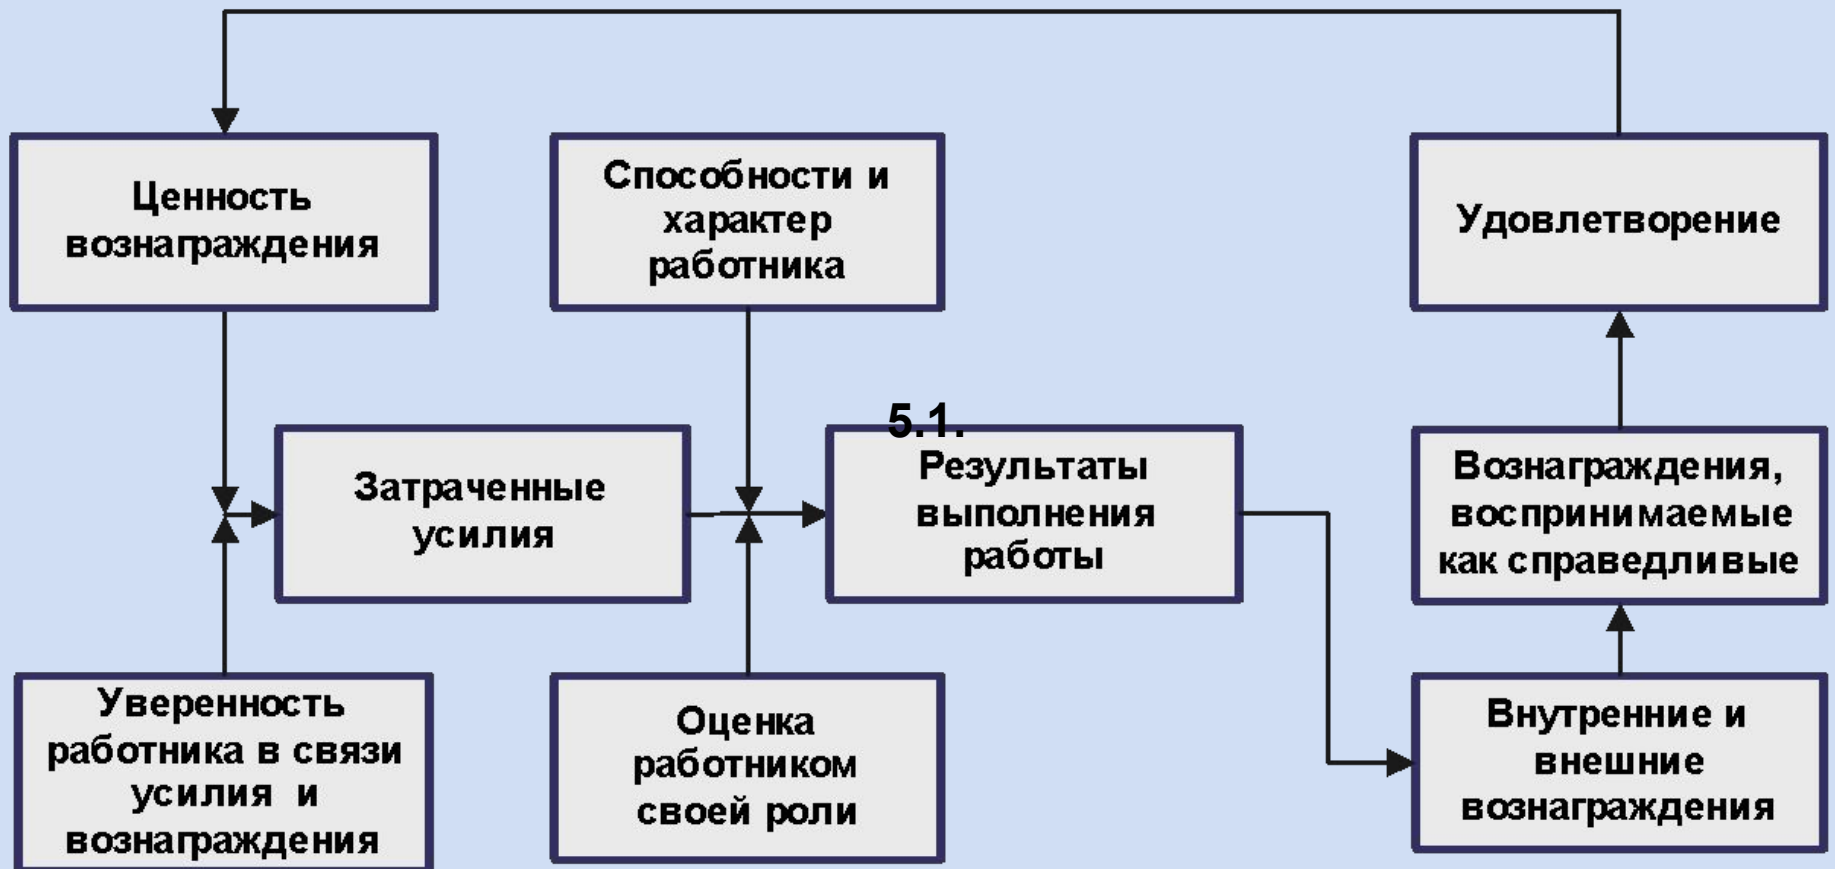 Ценность
вознаграждения
Способности и
характер
работника
Удовлетворение
Затраченные
усилия
5.1.
Результаты
выполнения
работы
Вознаграждения,
воспринимаемые
как справедливые
Уверенность
работника в связи
усилия и
вознаграждения
Оценка
работником
своей роли
Внутренние и
внешние
вознаграждения